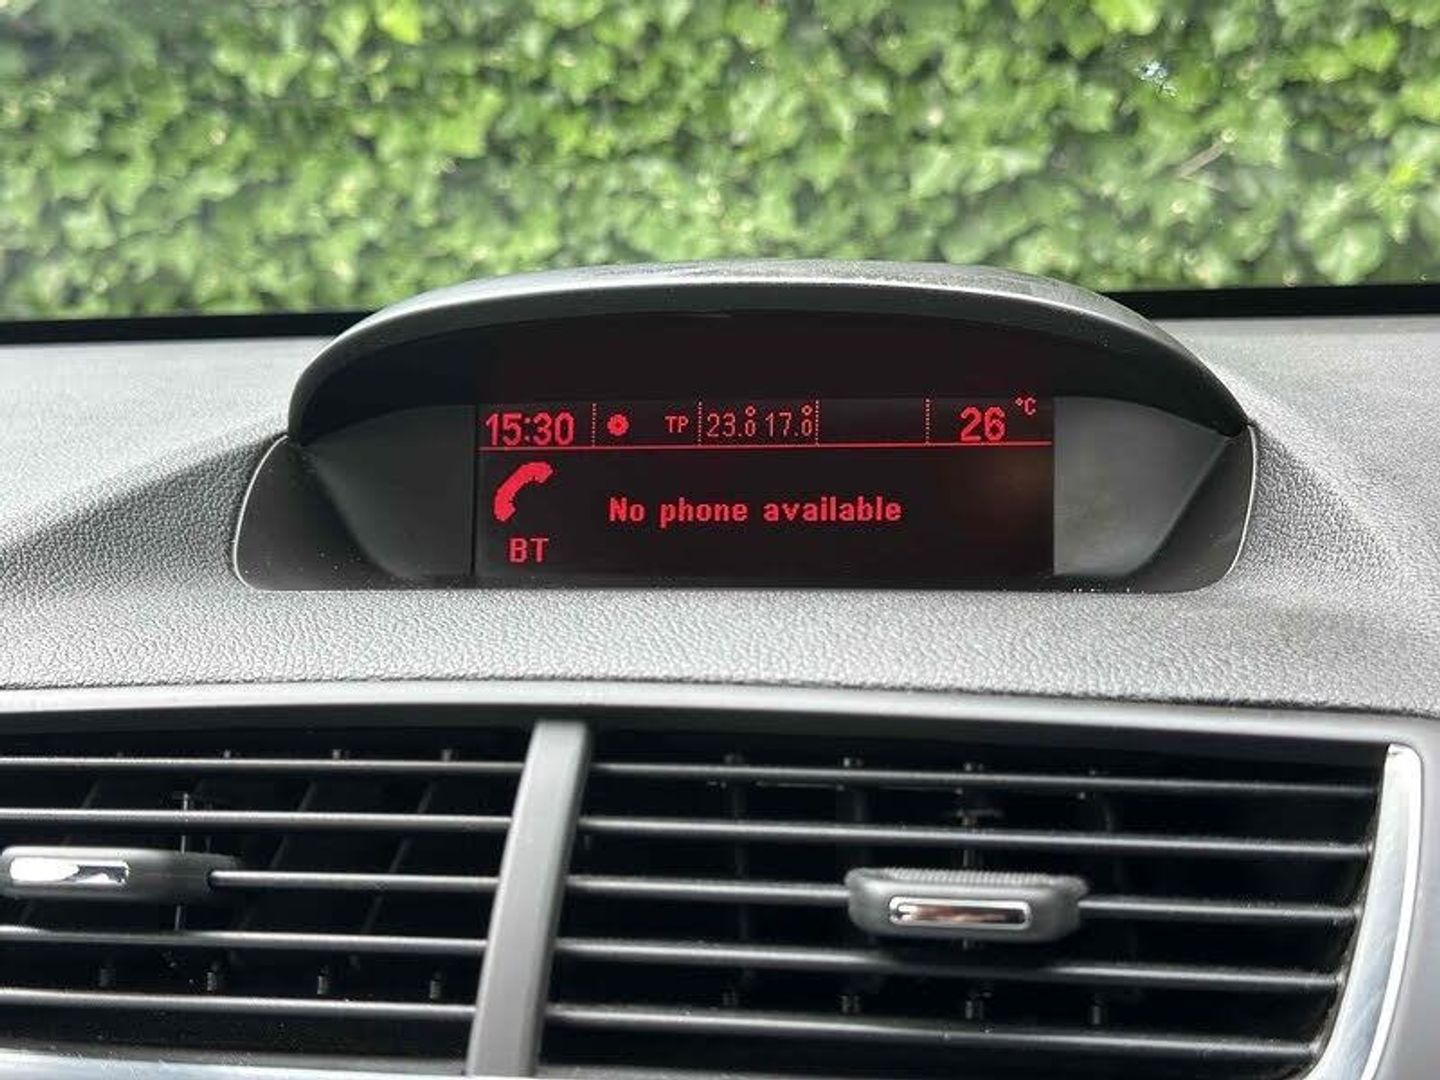 15:30 TP 23.0° 17.0° 26 °C
No phone available
BT